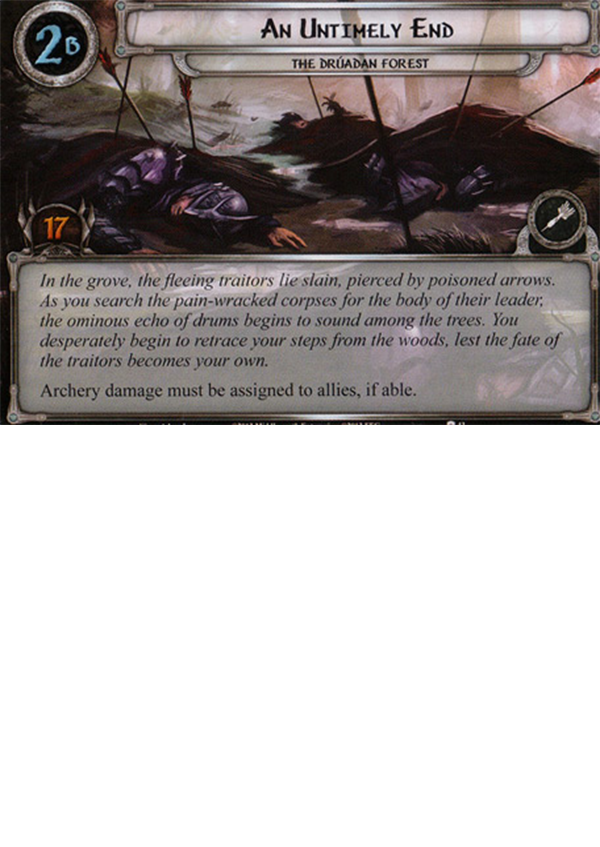 2B
An Untimely End
The Drúadan Forest
17
In the grove, the fleeing traitors lie slain, pierced by poisoned arrows.
As you search the pain-wracked corpses for the body of their leader,
the ominous echo of drums begins to sound among the trees. You
desperately begin to retrace your steps from the woods, lest the fate of
the traitors becomes your own.
Archery damage must be assigned to allies, if able.